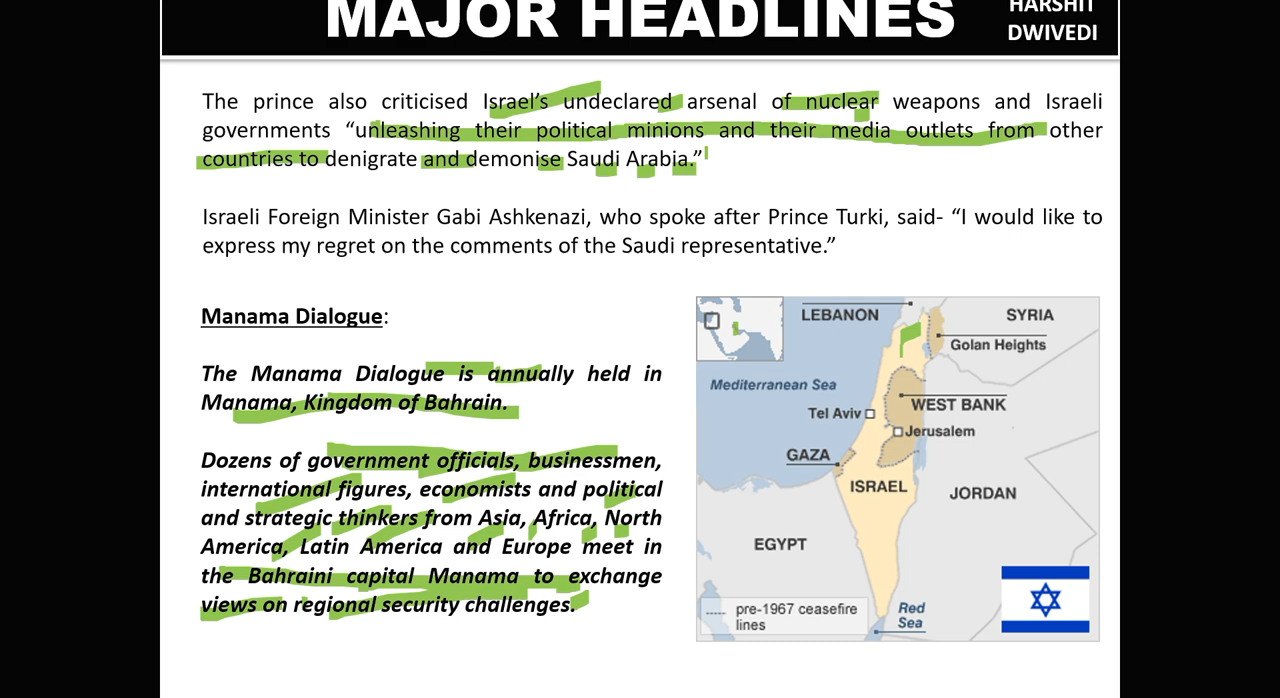 MAJOR HEADLINES
HARSHIT
DWIVEDI
The prince also criticised Israel’s undeclared arsenal of nuclear weapons and Israeli
governments “unleashing their political minions and their media outlets from other
countries to denigrate and demonise Saudi Arabia.”
Israeli Foreign Minister Gabi Ashkenazi, who spoke after Prince Turki, said- “I would like to
express my regret on the comments of the Saudi representative.”
Manama Dialogue:
The Manama Dialogue is annually held in
Manama, Kingdom of Bahrain.
Dozens of government officials, businessmen,
international figures, economists and political
and strategic thinkers from Asia, Africa, North
America, Latin America and Europe meet in
the Bahraini capital Manama to exchange
views on regional security challenges.
LEBANON
SYRIA
Golan Heights
Mediterranean Sea
WEST BANK
Tel Aviv
Jerusalem
GAZA
ISRAEL
JORDAN
EGYPT
Red
Sea
pre-1967 ceasefire
lines